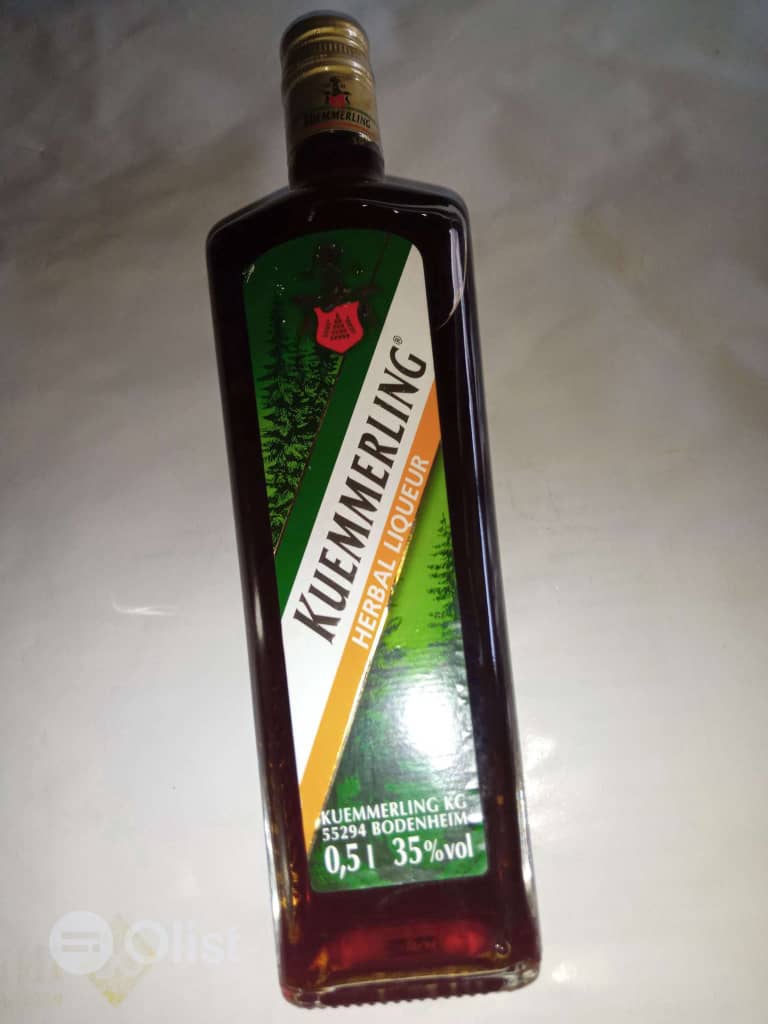 KUEMMERLING
KUEMMERLING®
HERBAL LIQUEUR
KUEMMERLING KG
55294 BODENHEIM
0,5 l 35%vol
Olist